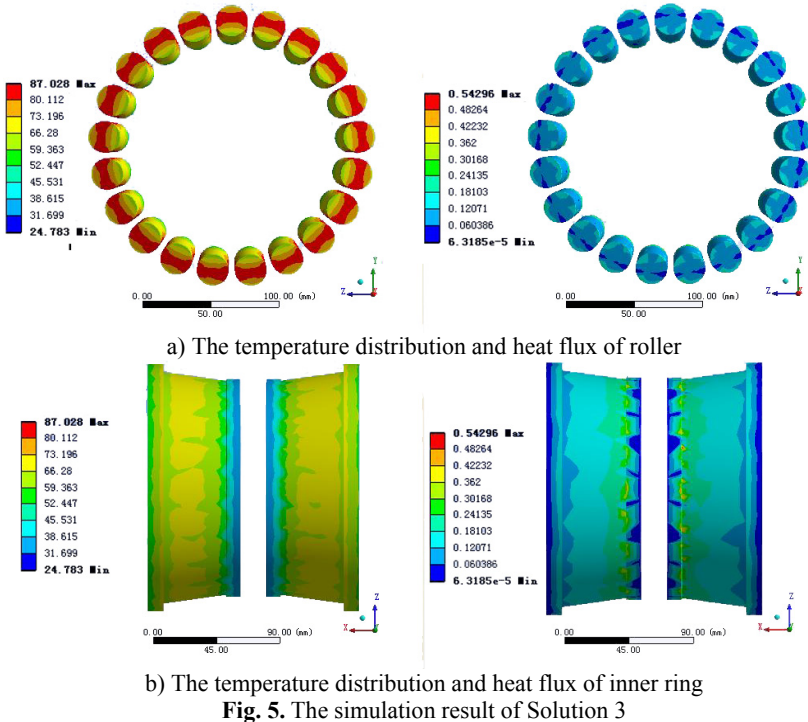 87.028 Max
80.112
73.196
66.28
59.363
52.447
45.531
38.615
31.699
24.783 Min
0.00 100.00 (mm)
50.00
Y
Z X
0.54296 Max
0.48264
0.42232
0.362
0.30168
0.24135
0.18103
0.12071
0.060386
6.3185e-5 Min
0.00 100.00 (mm)
50.00
Y
Z X
a) The temperature distribution and heat flux of roller
87.028 Max
80.112
73.196
66.28
59.363
52.447
45.531
38.615
31.699
24.783 Min
0.00 90.00 (mm)
45.00
Z
X Y
0.54296 Max
0.48264
0.42232
0.362
0.30168
0.24135
0.18103
0.12071
0.060386
6.3185e-5 Min
0.00 90.00 (mm)
45.00
Z
X Y
b) The temperature distribution and heat flux of inner ring
Fig. 5. The simulation result of Solution 3